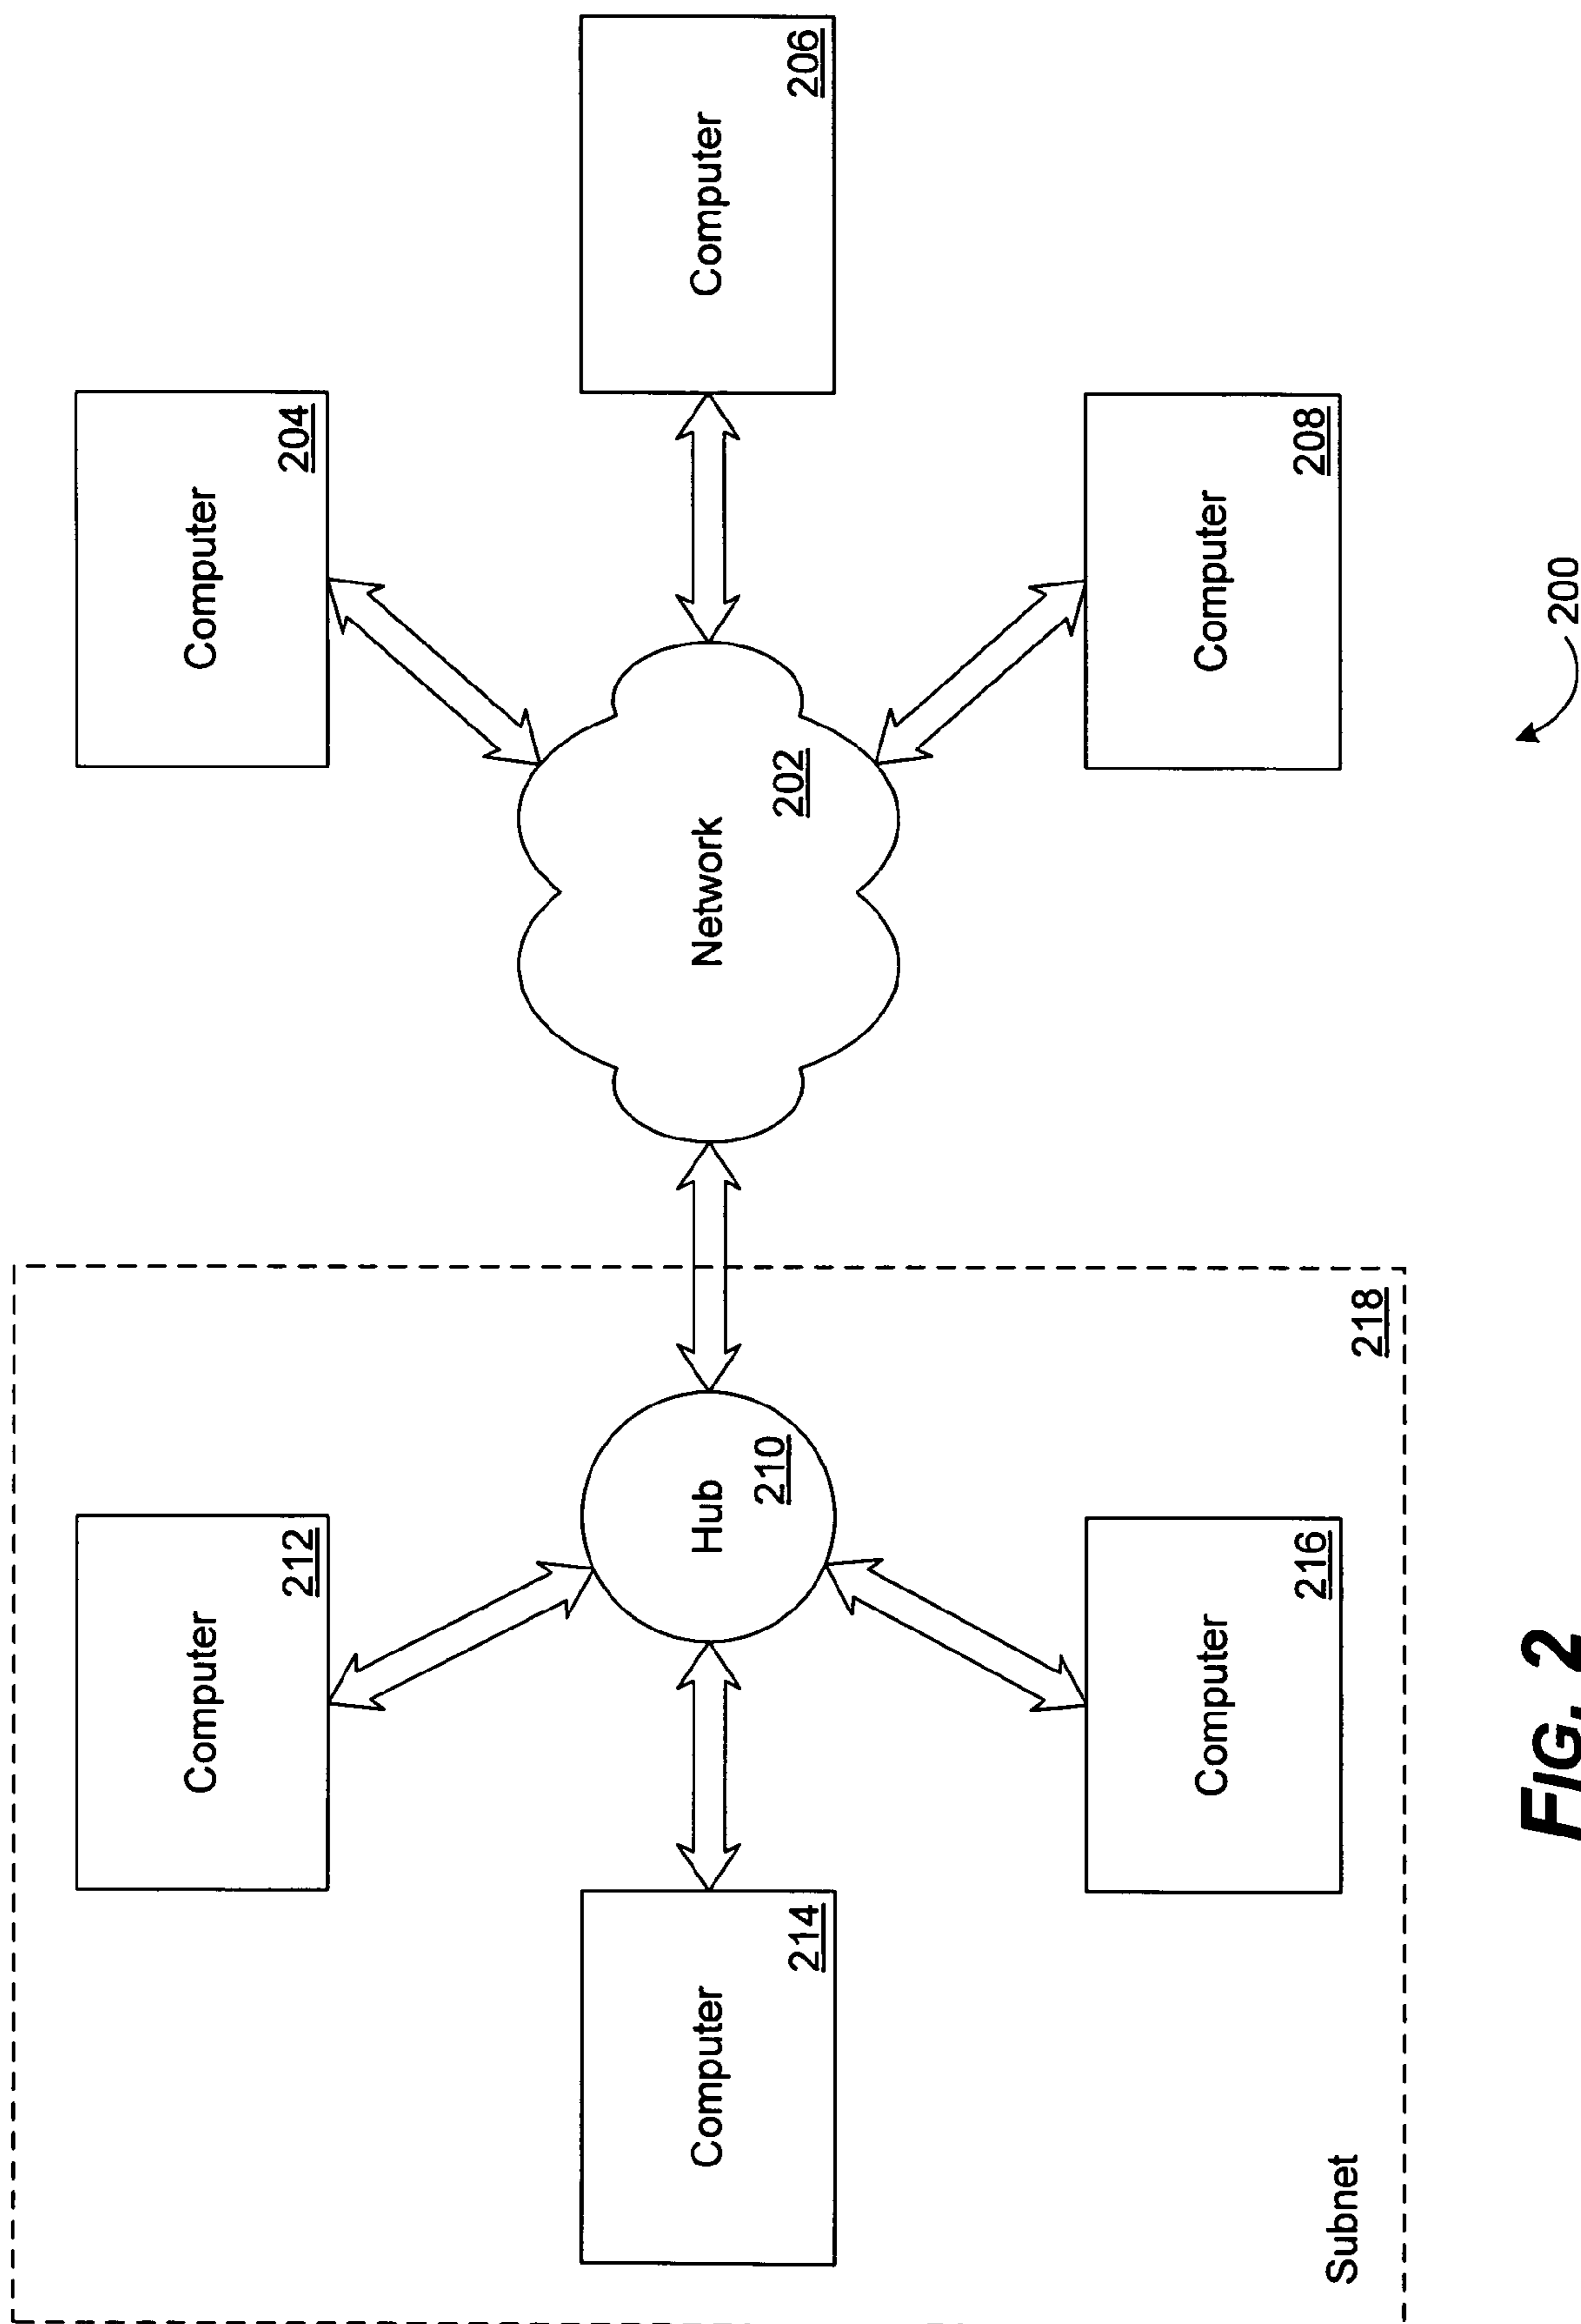 Computer
212
Computer
204
Computer
214
Hub
210
Network
202
Computer
206
Computer
216
Computer
208
Subnet
218
200
FIG. 2